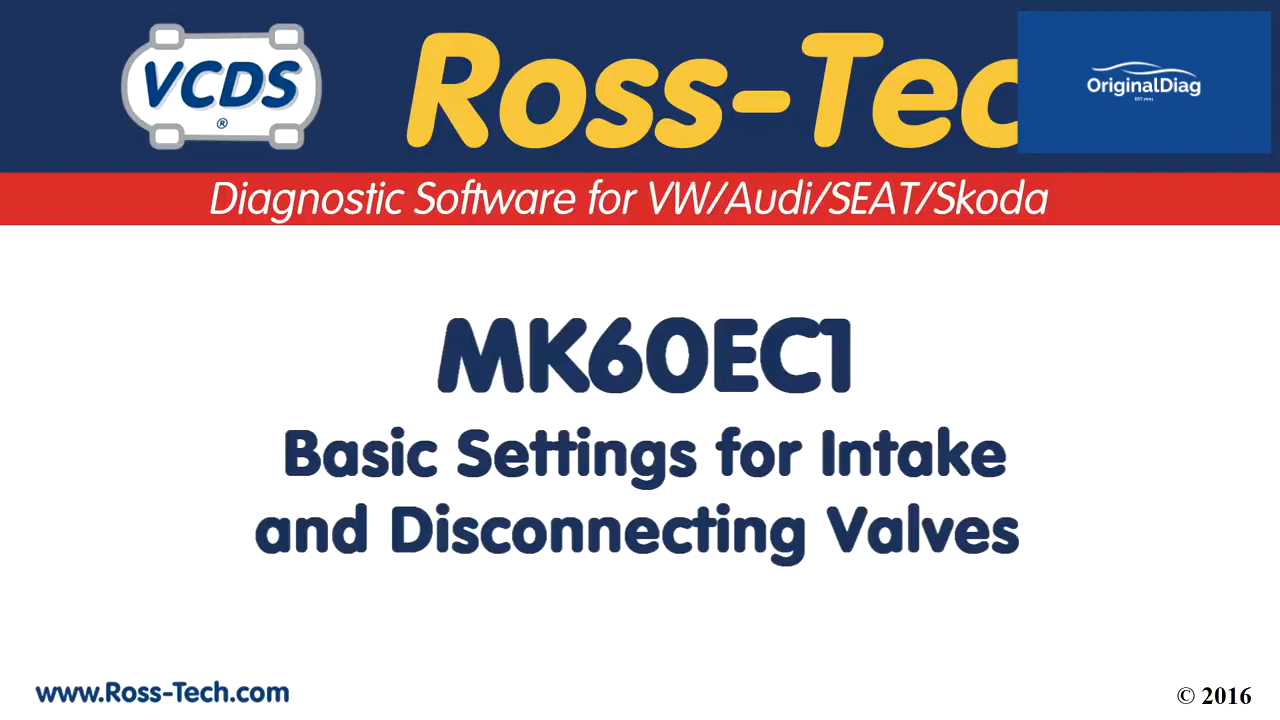 VCDS
®
Ross-Tec
OriginalDiag
Diagnostic Software for VW/Audi/SEAT/Skoda
MK60EC1
Basic Settings for Intake
and Disconnecting Valves
www.Ross-Tech.com
© 2016